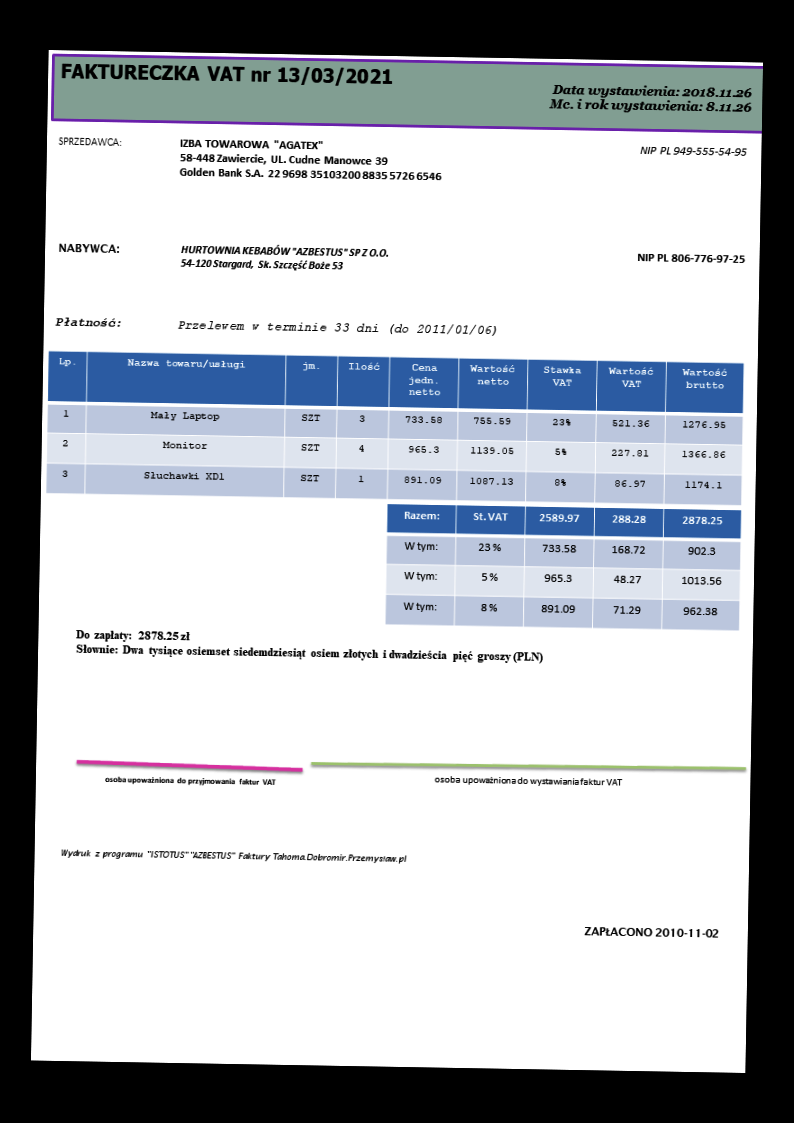 FAKTURECZKA VAT nr 13/03/2021
Data wystawienia: 2018.11.26
Mc. i rok wystawienia: 8.11.26
SPRZEDAWCA: IZBA TOWAROWA "AGATEX" NIP PL 949-555-54-95
58-448 Zawiercie, UL. Cudne Manowce 39
Golden Bank S.A. 22 9698 3510 3200 8835 5726 6546
NABYWCA: HURTOWNIA KEBABÓW "AZBESTUS" SP Z O.O. NIP PL 806-776-97-25
54-120 Stargard, Sk. Szczęść Boże 53
Płatność: Przelewem w terminie 33 dni (do 2011/01/06)
Lp. Nazwa towaru/usługi jm. Ilość Cena jedn. netto Wartość netto Stawka VAT Wartość VAT Wartość brutto
1 Mały Laptop SZT 3 733.58 755.59 23% 521.36 1276.95
2 Monitor SZT 4 965.3 1139.05 5% 227.81 1366.86
3 Słuchawki XD1 SZT 1 891.09 1087.13 8% 86.97 1174.1
Razem: St. VAT 2589.97 288.28 2878.25
W tym: 23 % 733.58 168.72 902.3
W tym: 5 % 965.3 48.27 1013.56
W tym: 8 % 891.09 71.29 962.38
Do zapłaty: 2878.25 zł
Słownie: Dwa tysiące osiemset siedemdziesiąt osiem złotych i dwadzieścia pięć groszy (PLN)
osoba upoważniona do przyjmowania faktur VAT osoba upoważniona do wystawiania faktur VAT
Wydruk z programu "ISTOTUS" "AZBESTUS" Faktury Tahoma.Dobromir.Przemysław.pl
ZAPŁACONO 2010-11-02